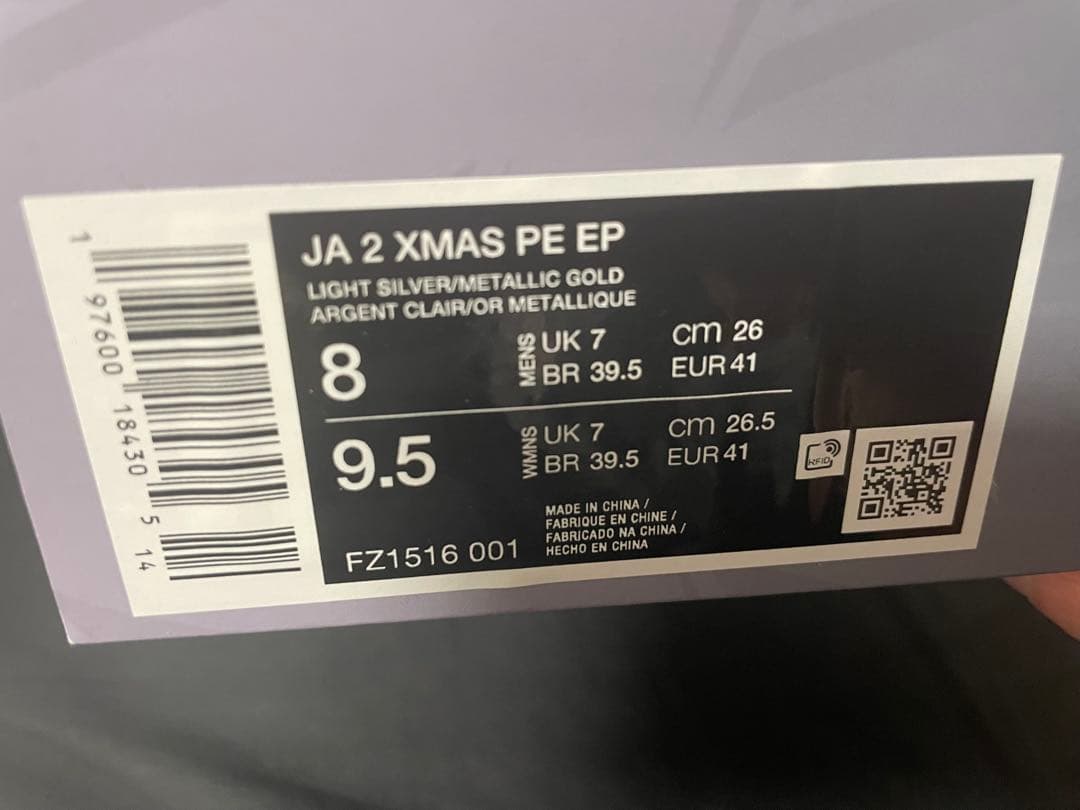 JA 2 XMAS PE EP
LIGHT SILVER/METALLIC GOLD
ARGENT CLAIR/OR METALLIQUE
8
MENS
UK 7 cm 26
BR 39.5 EUR 41
9.5
WMNS
UK 7 cm 26.5
BR 39.5 EUR 41
RFID
MADE IN CHINA /
FABRIQUE EN CHINE /
FABRICADO NA CHINA /
HECHO EN CHINA
FZ1516 001
1 97600 18430 5 14